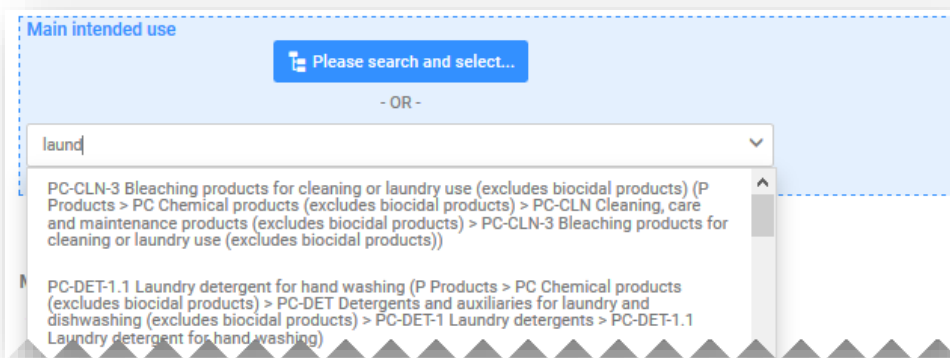 Main intended use
Please search and select...
- OR -
laund
PC-CLN-3 Bleaching products for cleaning or laundry use (excludes biocidal products) (P
Products > PC Chemical products (excludes biocidal products) > PC-CLN Cleaning, care
and maintenance products (excludes biocidal products) > PC-CLN-3 Bleaching products for
cleaning or laundry use (excludes biocidal products))
PC-DET-1.1 Laundry detergent for hand washing (P Products > PC Chemical products
(excludes biocidal products) > PC-DET Detergents and auxiliaries for laundry and
dishwashing (excludes biocidal products) > PC-DET-1 Laundry detergents > PC-DET-1.1
Laundry detergent for hand washing)